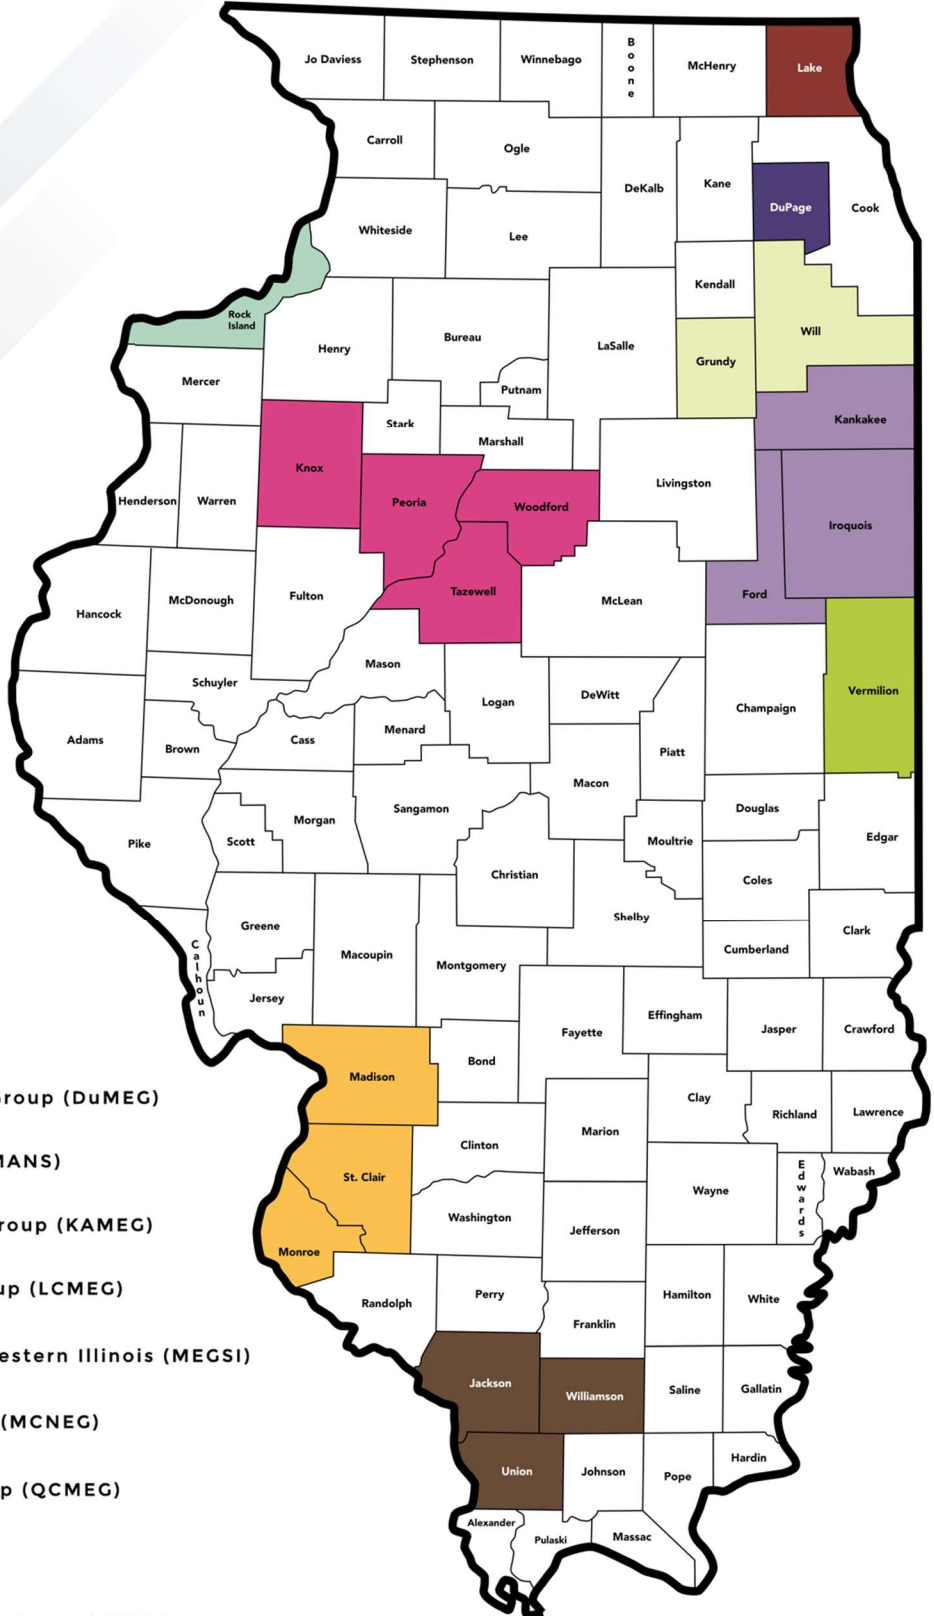 Jo Daviess
Stephenson
Winnebago
Boone
McHenry
Lake
Carroll
Ogle
DeKalb
Kane
DuPage
Cook
Whiteside
Lee
Kendall
Rock
Island
Henry
Bureau
LaSalle
Will
Grundy
Mercer
Putnam
Stark
Kankakee
Marshall
Knox
Henderson
Warren
Peoria
Woodford
Livingston
Iroquois
Hancock
McDonough
Fulton
Tazewell
McLean
Ford
Mason
Schuyler
Logan
DeWitt
Champaign
Vermilion
Adams
Brown
Cass
Menard
Piatt
Macon
Pike
Scott
Morgan
Sangamon
Moultrie
Douglas
Edgar
Christian
Coles
Shelby
Greene
Calhoun
Macoupin
Montgomery
Cumberland
Clark
Jersey
Fayette
Effingham
Jasper
Crawford
Madison
Bond
Clay
Richland
Lawrence
Marion
Clinton
St. Clair
Wayne
Edwards
Wabash
Washington
Jefferson
Monroe
Randolph
Perry
Hamilton
White
Franklin
Jackson
Williamson
Saline
Gallatin
Union
Johnson
Pope
Hardin
Alexander
Pulaski
Massac
Group (DuMEG)
MANS)
roup (KAMEG)
up (LCMEG)
estern Illinois (MEGSI)
(MCNEG)
p (QCMEG)